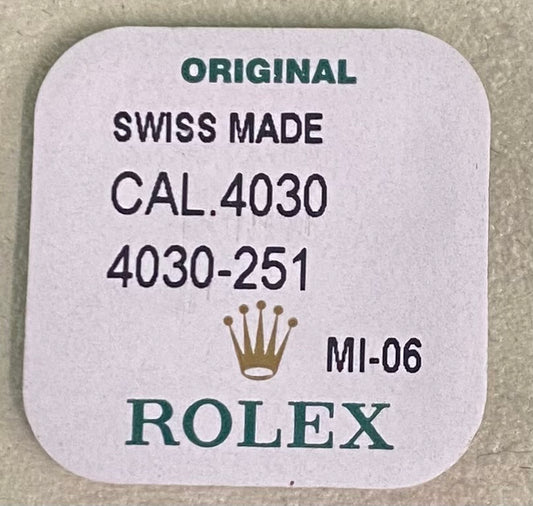 ORIGINAL
SWISS MADE
CAL.4030
4030-251
MI-06
ROLEX